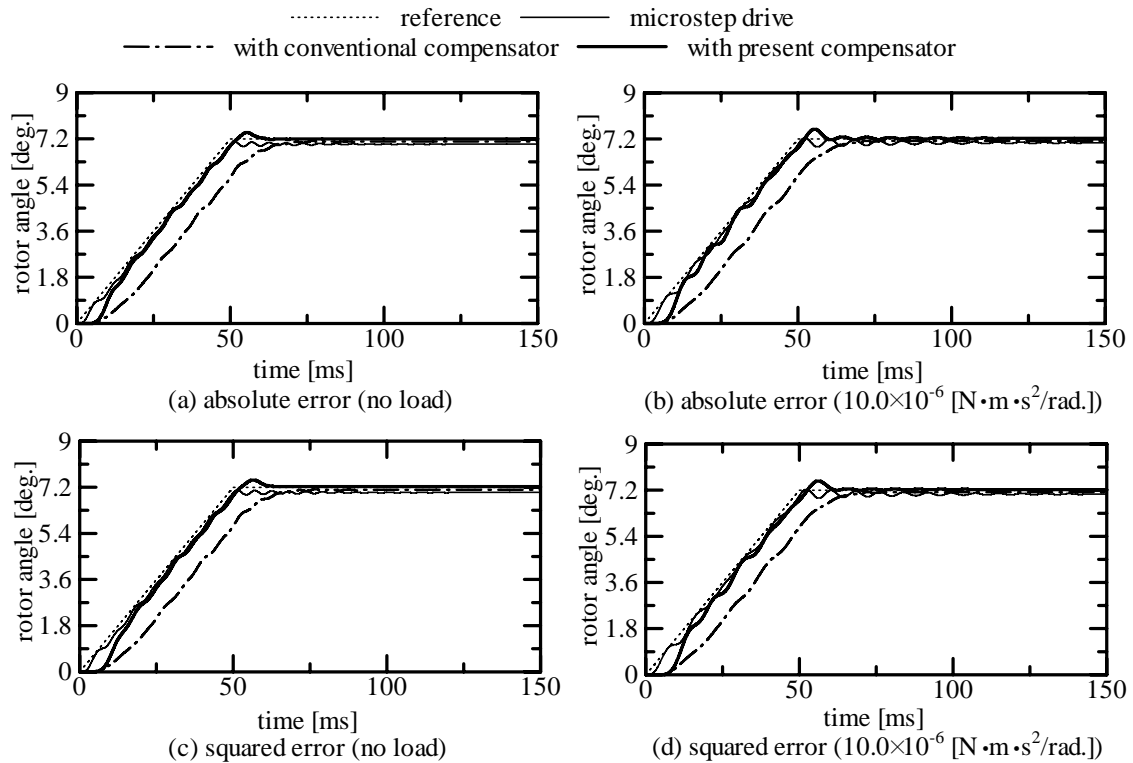 reference microstep drive
with conventional compensator with present compensator
9
7.2
5.4
3.6
1.8
0
rotor angle [deg.]
0 50 100 150
time [ms]
(a) absolute error (no load)
9
7.2
5.4
3.6
1.8
0
rotor angle [deg.]
0 50 100 150
time [ms]
(b) absolute error (10.0×10⁻⁶ [N・m・s²/rad.])
9
7.2
5.4
3.6
1.8
0
rotor angle [deg.]
0 50 100 150
time [ms]
(c) squared error (no load)
9
7.2
5.4
3.6
1.8
0
rotor angle [deg.]
0 50 100 150
time [ms]
(d) squared error (10.0×10⁻⁶ [N・m・s²/rad.])